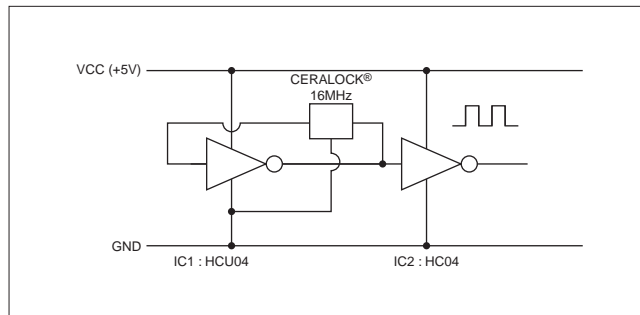 VCC (+5V)
CERALOCK®
16MHz
GND
IC1 : HCU04
IC2 : HC04